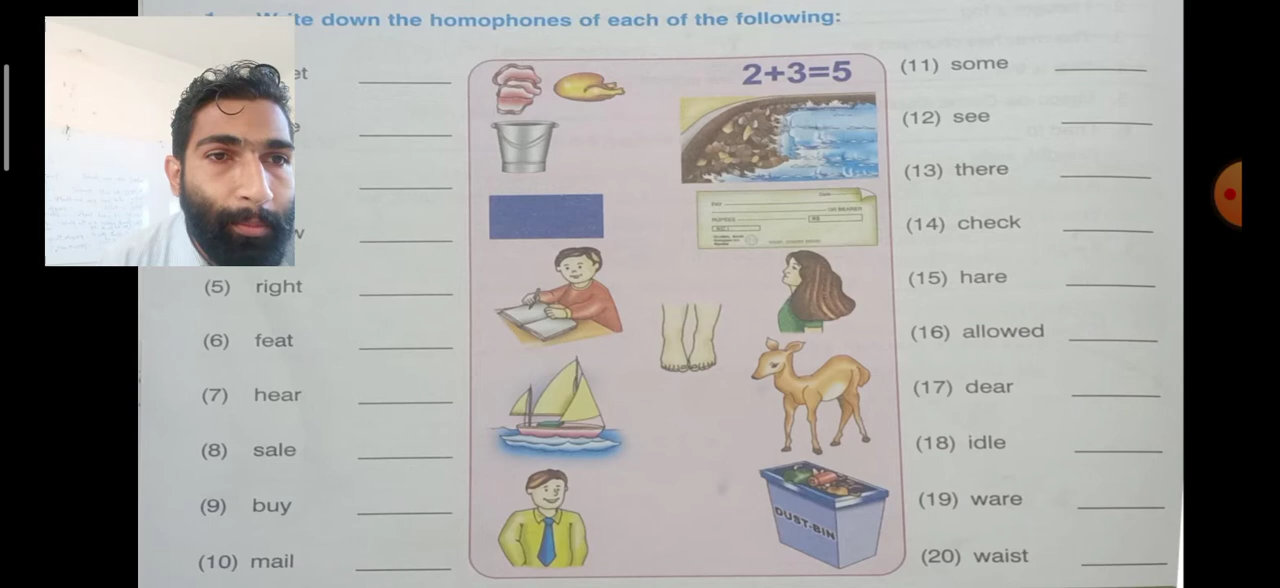 te down the homophones of each of the following:
et
(5) right
(6) feat
(7) hear
(8) sale
(9) buy
(10) mail
2+3=5
DUST-BIN
(11) some
(12) see
(13) there
(14) check
(15) hare
(16) allowed
(17) dear
(18) idle
(19) ware
(20) waist